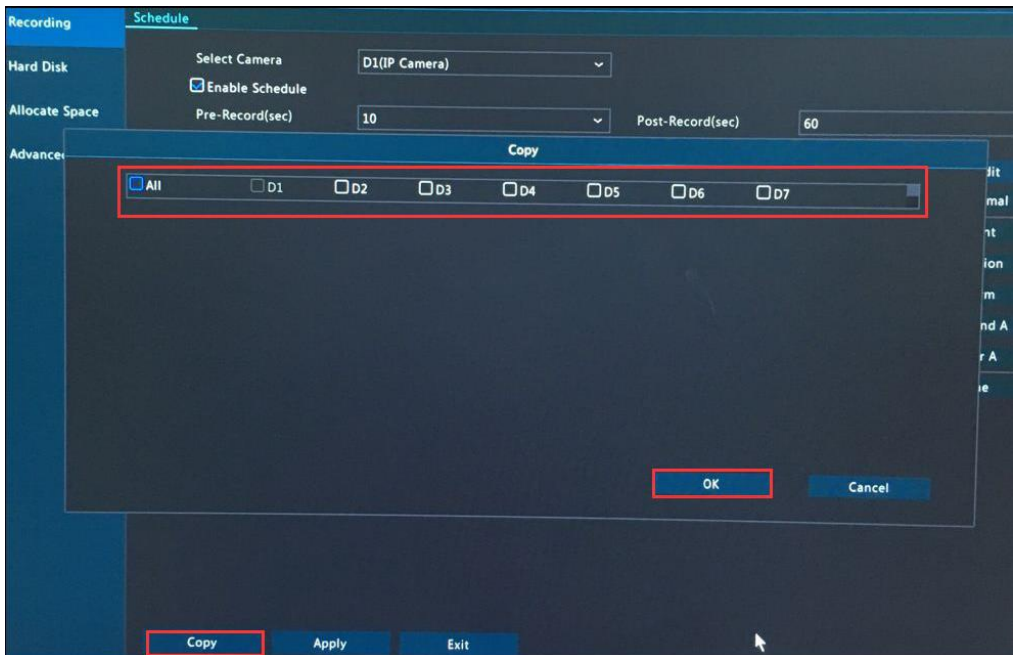 Recording
Schedule
Select Camera D1(IP Camera)
Enable Schedule
Hard Disk
Pre-Record(sec) 10 Post-Record(sec) 60
Allocate Space
Copy
All D1 D2 D3 D4 D5 D6 D7
OK Cancel
Copy Apply Exit